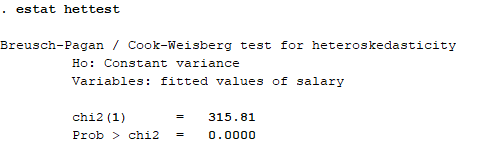 . estat hettest
Breusch-Pagan / Cook-Weisberg test for heteroskedasticity
Ho: Constant variance
Variables: fitted values of salary
chi2(1) = 315.81
Prob > chi2 = 0.0000